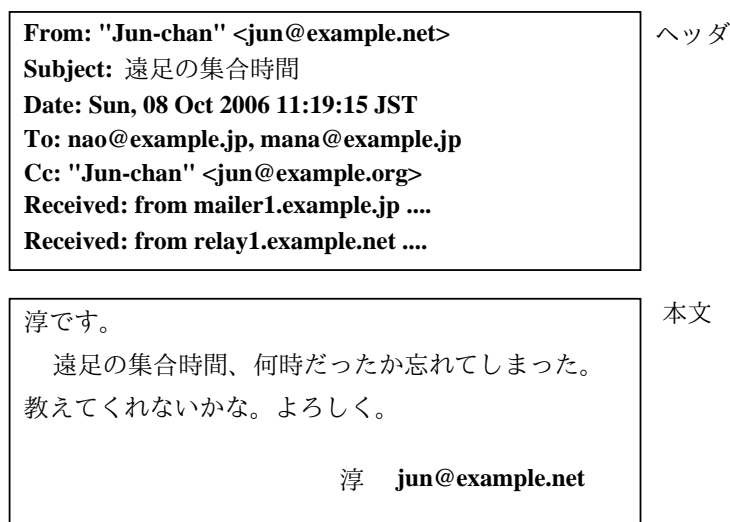 From: "Jun-chan" <jun@example.net>
ヘッダ
Subject: 遠足の集合時間
Date: Sun, 08 Oct 2006 11:19:15 JST
To: nao@example.jp, mana@example.jp
Cc: "Jun-chan" <jun@example.org>
Received: from mailer1.example.jp ....
Received: from relay1.example.net ....
本文
淳です。
遠足の集合時間、何時だったか忘れてしまった。
教えてくれないかな。よろしく。
淳 jun@example.net